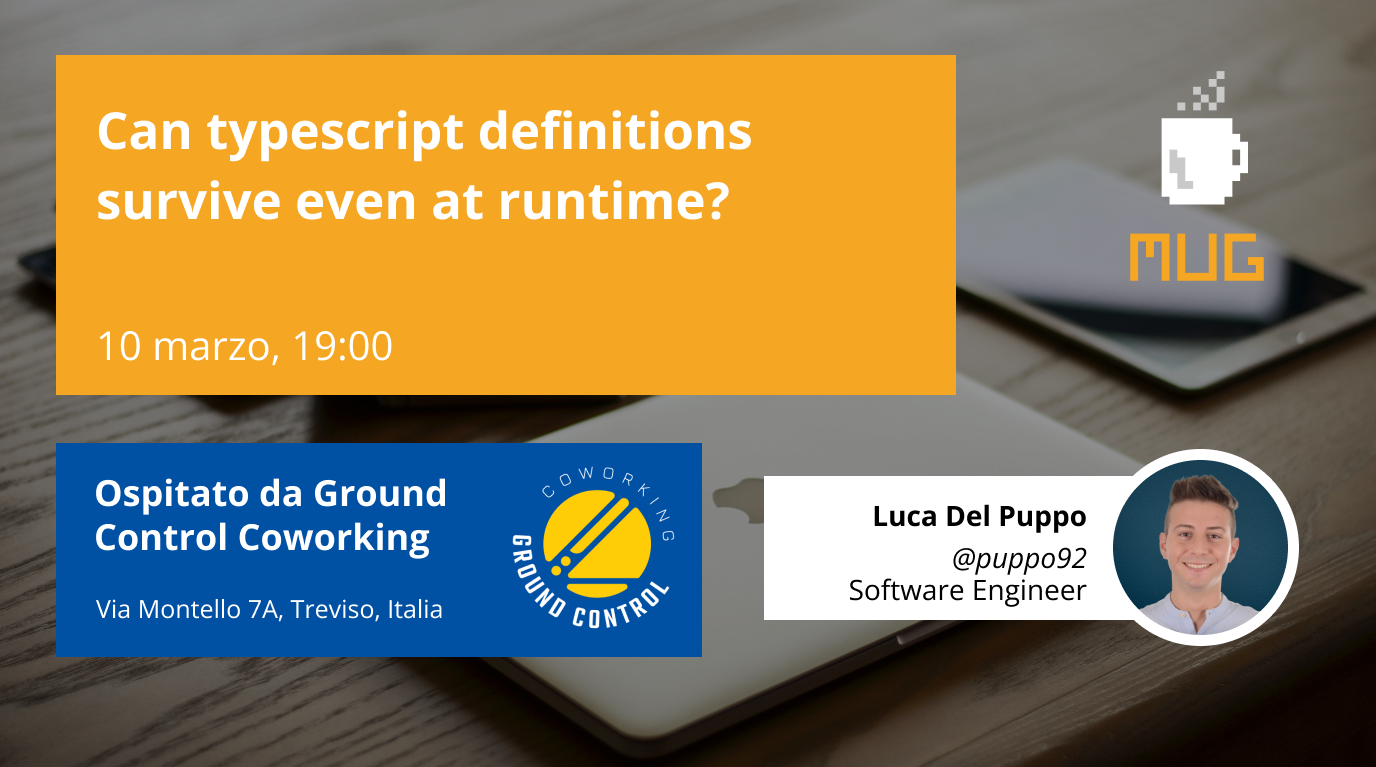 Can typescript definitions
survive even at runtime?
10 marzo, 19:00
MUG
Ospitato da Ground
Control Coworking
Via Montello 7A, Treviso, Italia
COWORKING
GROUND CONTROL
Luca Del Puppo
@puppo92
Software Engineer